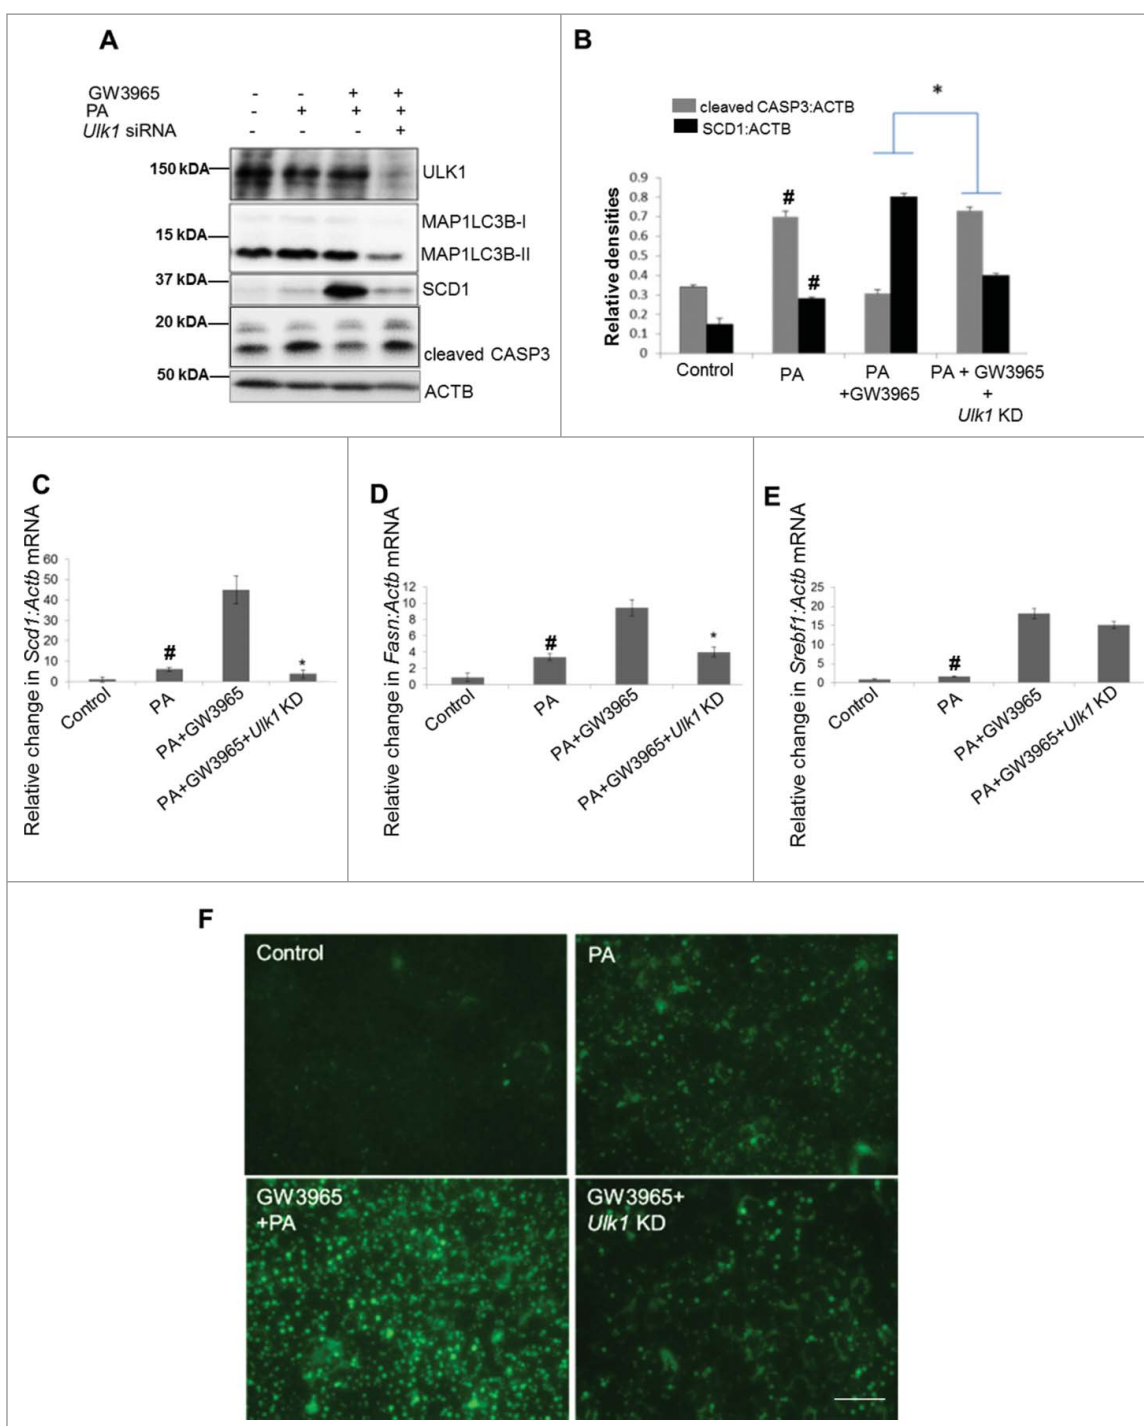 A
GW3965 - - + +
PA - + + +
Ulk1 siRNA - - - +
150 kDA
ULK1
MAP1LC3B-I
15 kDA
MAP1LC3B-II
37 kDA
SCD1
20 kDA
cleaved CASP3
50 kDA
ACTB
B
*
cleaved CASP3:ACTB
SCD1:ACTB
Relative densities
0.9
0.8
0.7
0.6
0.5
0.4
0.3
0.2
0.1
0
#
#
Control
PA
PA
+GW3965
PA + GW3965
+
Ulk1 KD
C
Relative change in Scd1:Actb mRNA
60
50
40
30
20
10
0
#
*
Control
PA
PA+GW3965
PA+GW3965+Ulk1 KD
D
Relative change in Fasn:Actb mRNA
12
10
8
6
4
2
0
#
*
Control
PA
PA+GW3965
PA+GW3965+Ulk1 KD
E
Relative change in Srebf1:Actb mRNA
25
20
15
10
5
0
#
Control
PA
PA+GW3965
PA+GW3965+Ulk1 KD
F
Control
PA
GW3965
+PA
GW3965+
Ulk1 KD